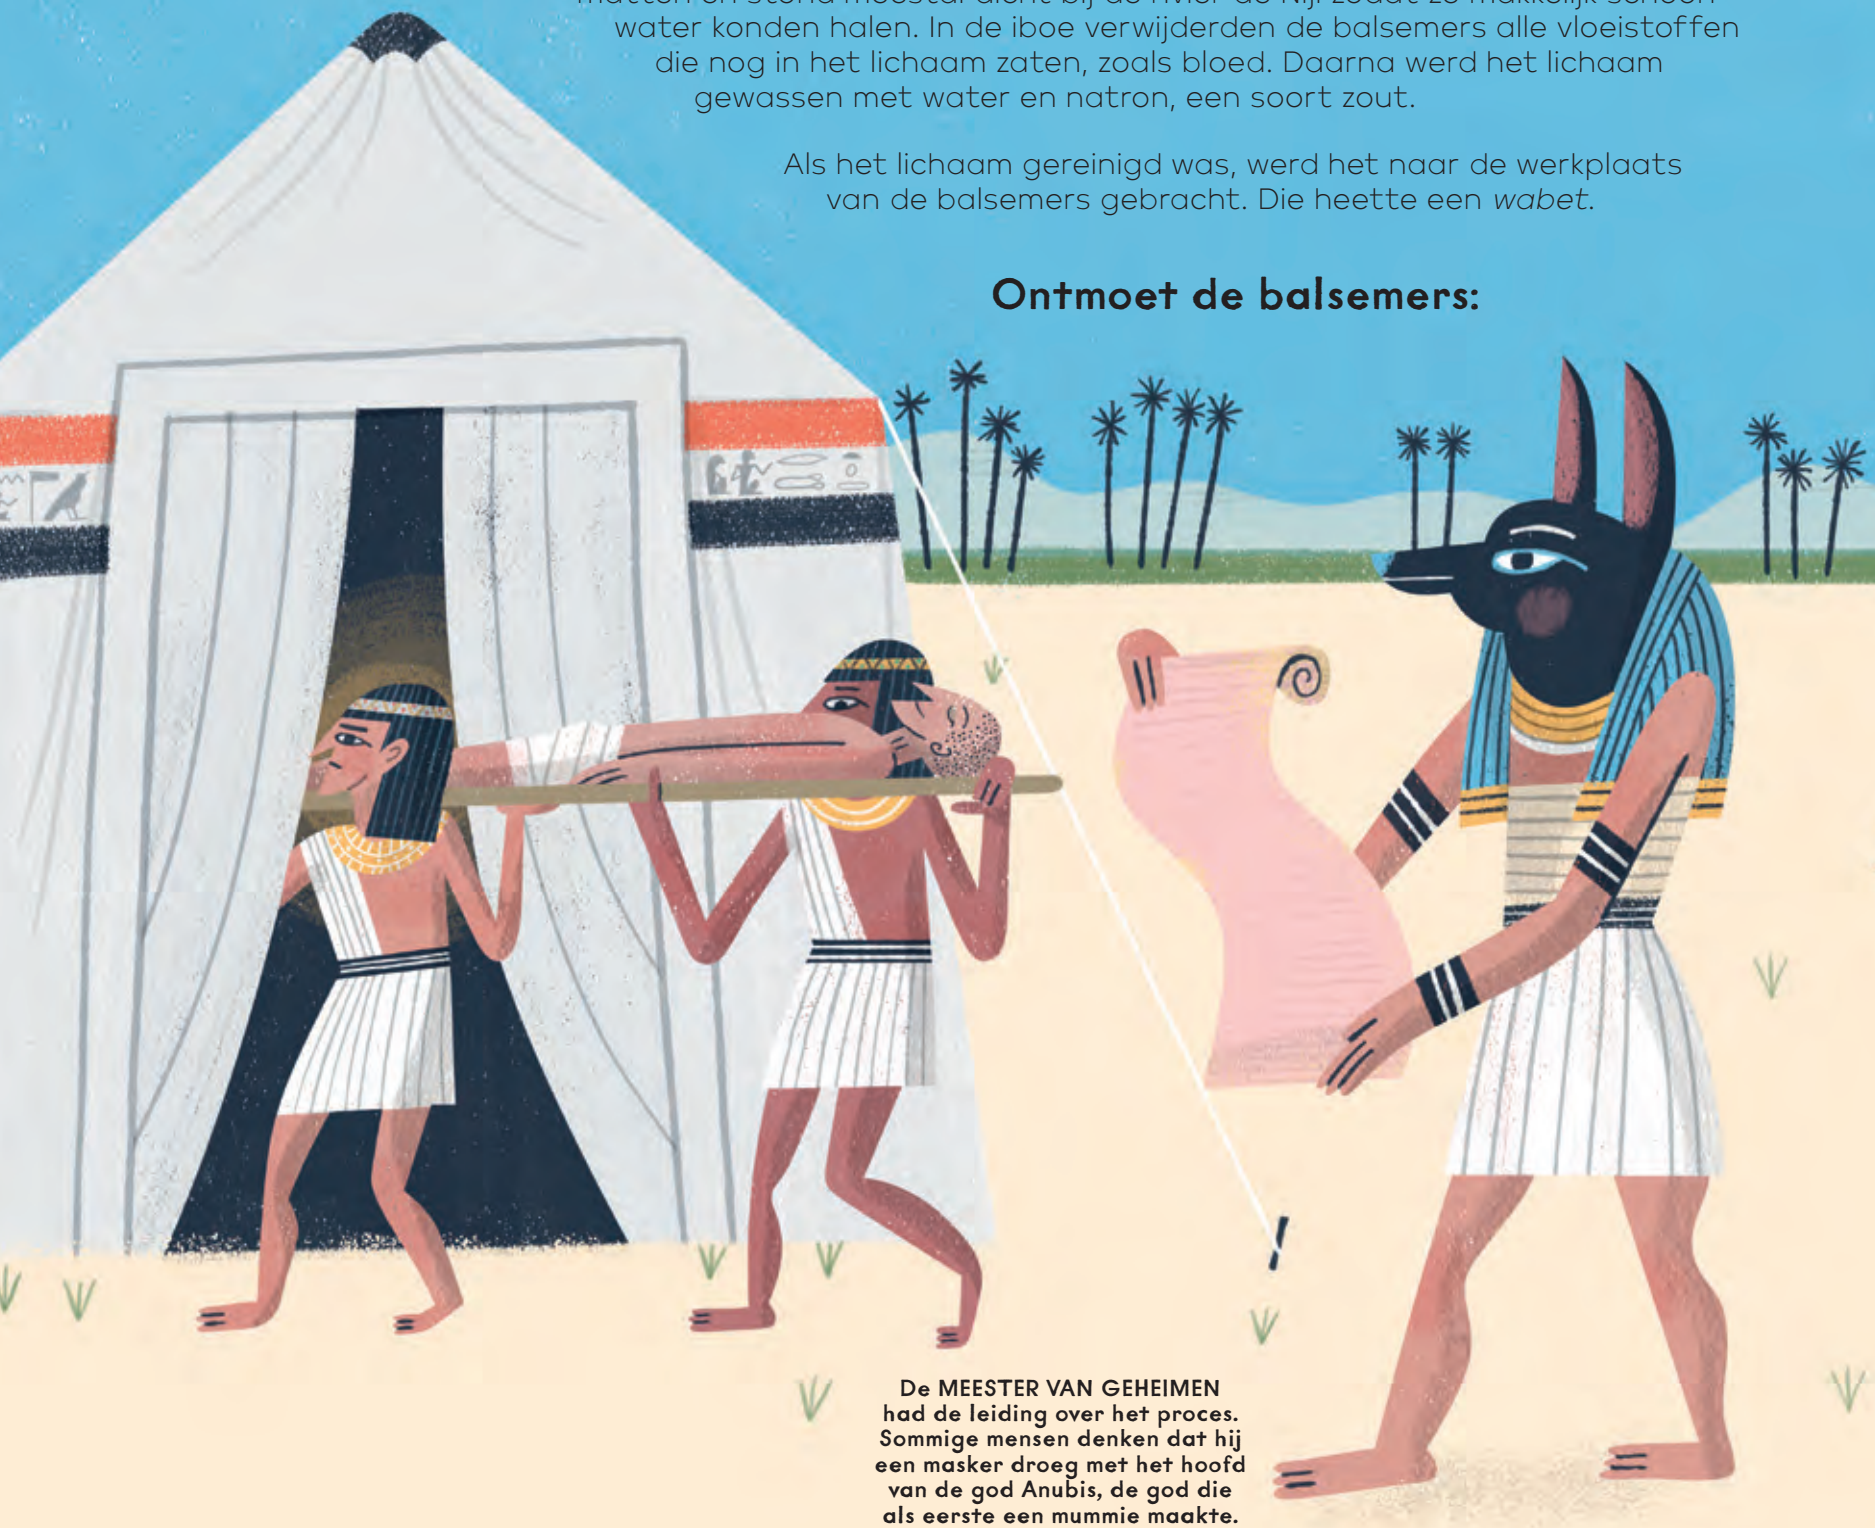 water konden halen. In de iboe verwijderden de balsemers alle vloeistoffen
die nog in het lichaam zaten, zoals bloed. Daarna werd het lichaam
gewassen met water en natron, een soort zout.
Als het lichaam gereinigd was, werd het naar de werkplaats
van de balsemers gebracht. Die heette een wabet.
Ontmoet de balsemers:
De MEESTER VAN GEHEIMEN
had de leiding over het proces.
Sommige mensen denken dat hij
een masker droeg met het hoofd
van de god Anubis, de god die
als eerste een mummie maakte.